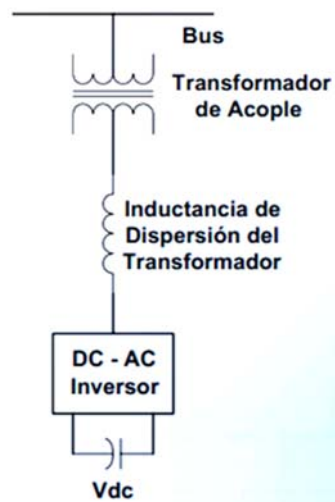 Bus
Transformador
de Acople
Inductancia de
Dispersión del
Transformador
DC - AC
Inversor
Vdc